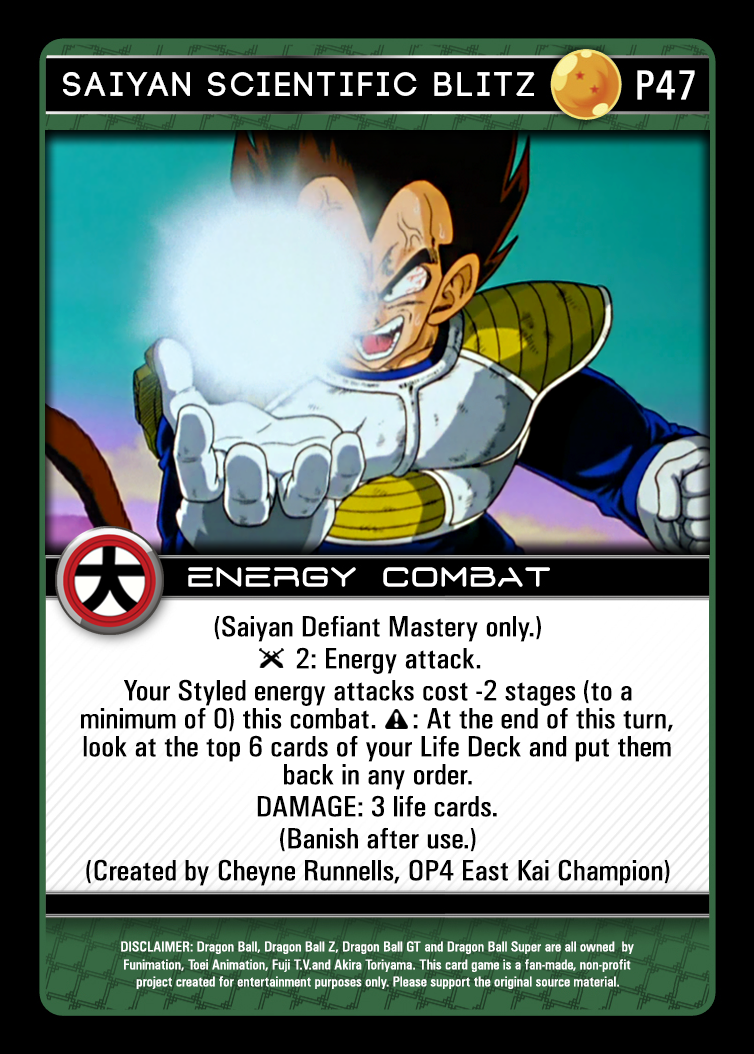 SAIYAN SCIENTIFIC BLITZ P47
大
ENERGY COMBAT
(Saiyan Defiant Mastery only.)
2: Energy attack.
Your Styled energy attacks cost -2 stages (to a
minimum of 0) this combat. ⚠: At the end of this turn,
look at the top 6 cards of your Life Deck and put them
back in any order.
DAMAGE: 3 life cards.
(Banish after use.)
(Created by Cheyne Runnells, OP4 East Kai Champion)
DISCLAIMER: Dragon Ball, Dragon Ball Z, Dragon Ball GT and Dragon Ball Super are all owned by
Funimation, Toei Animation, Fuji T.V.and Akira Toriyama. This card game is a fan-made, non-profit
project created for entertainment purposes only. Please support the original source material.